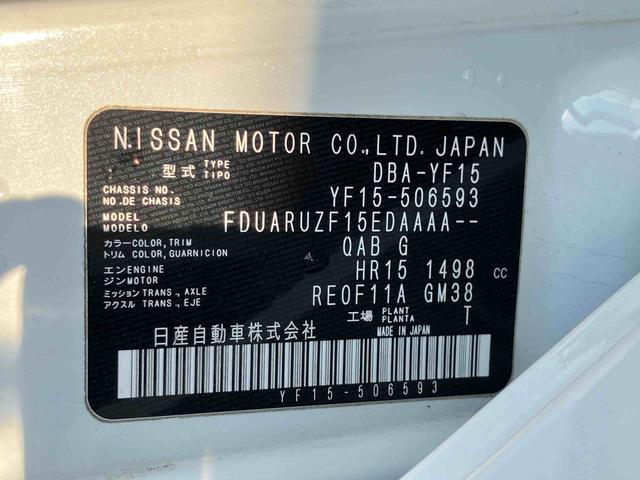 NISSAN MOTOR CO.,LTD. JAPAN
型式 TYPE TIPO DBA-YF15
CHASSIS NO. NO. DE CHASIS YF15-506593
MODEL MODELO FDUARUZF15EDAAAA--
カラー COLOR, TRIM トリム COLOR, GUARNICION QAB G
エンEN ENGINE ジン MOTOR HR15 1498 CC
ミッション TRANS., AXLE アクスル TRANS., EJE RE0F11A GM38
工場 PLANT PLANTA T
日産自動車株式会社 MADE IN JAPAN
YF15-506593